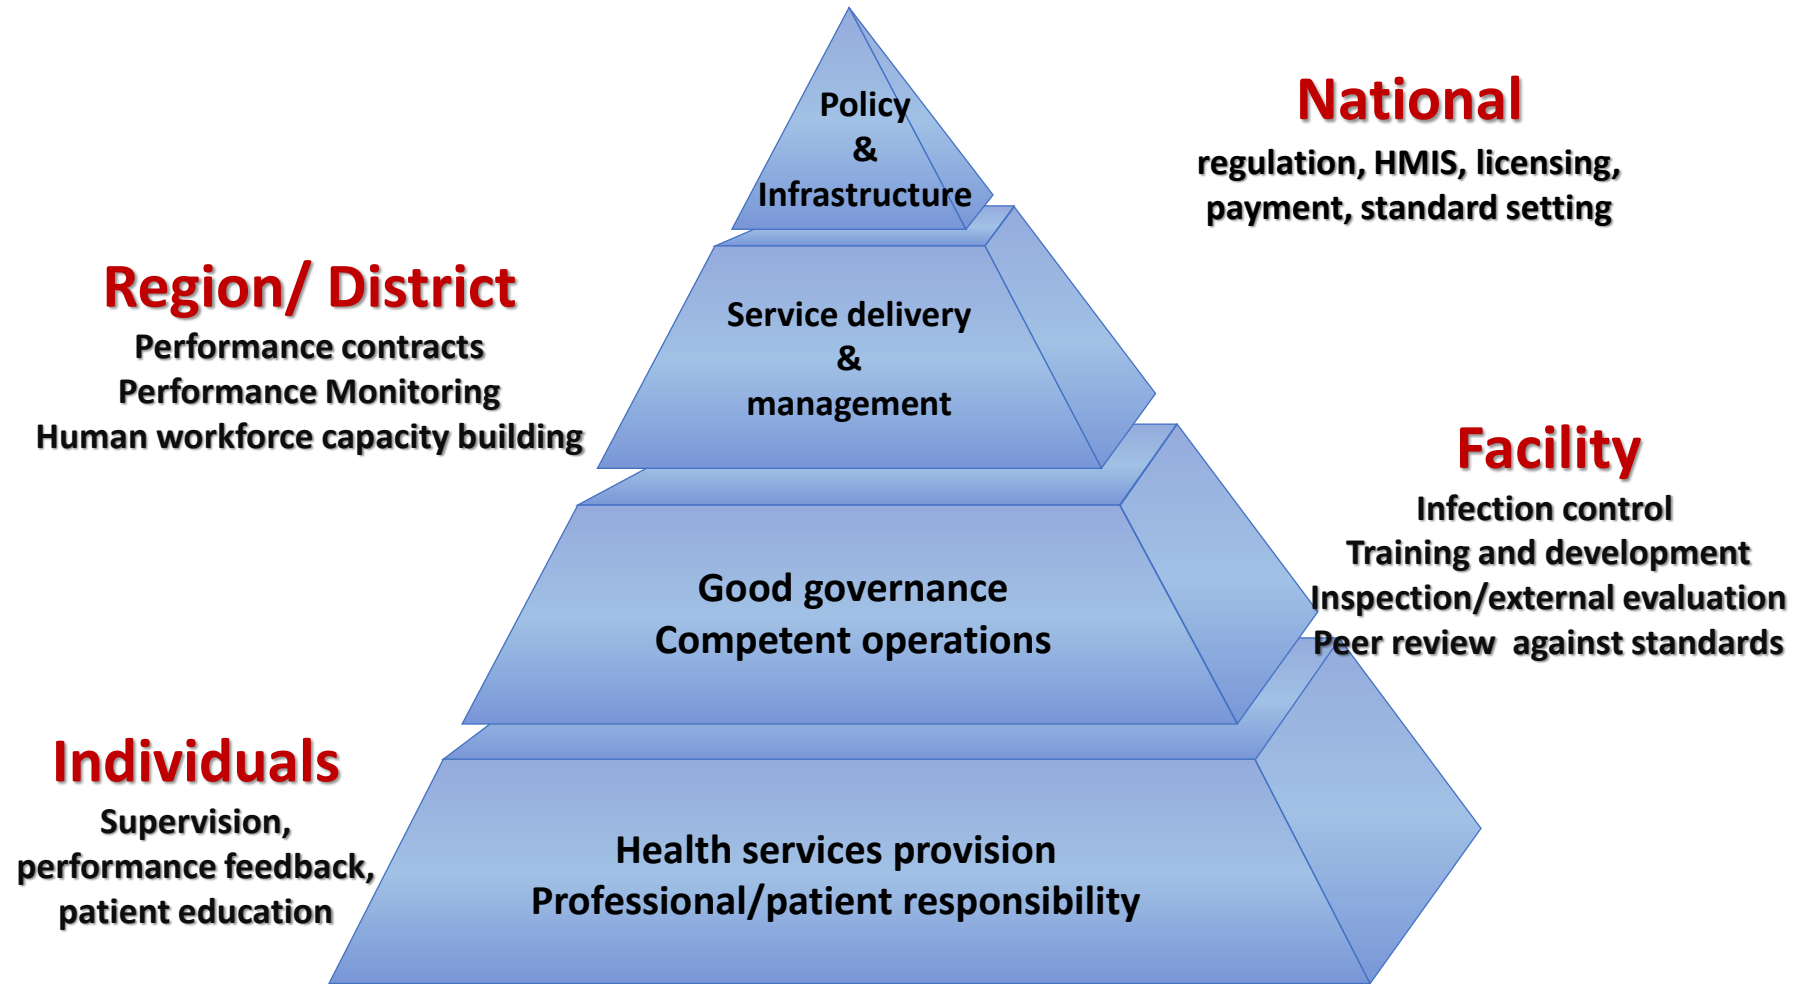 Policy
&
Infrastructure
National
regulation, HMIS, licensing,
payment, standard setting
Region/ District
Performance contracts
Performance Monitoring
Human workforce capacity building
Service delivery
&
management
Facility
Infection control
Training and development
Inspection/external evaluation
Peer review  against standards
Good governance
Competent operations
Individuals
Supervision,
performance feedback,
patient education
Health services provision
Professional/patient responsibility